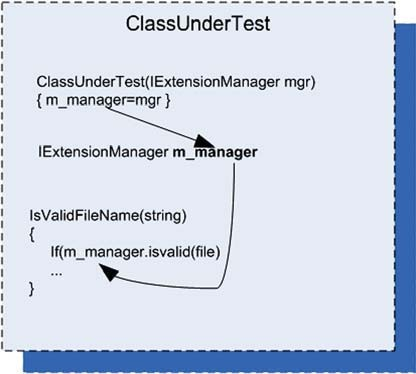 ClassUnderTest
ClassUnderTest(IExtensionManager mgr)
{ m_manager=mgr }
IExtensionManager m_manager
IsValidFileName(string)
{
If(m_manager.isvalid(file)
...
}